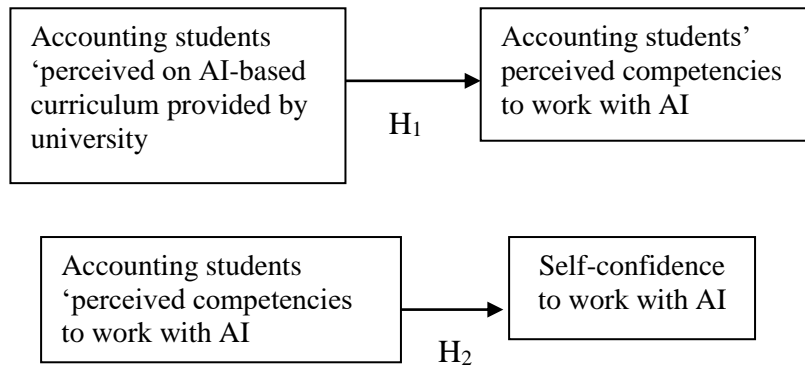 Accounting students
‘perceived on AI-based
curriculum provided by
university
H1
Accounting students’
perceived competencies
to work with AI
Accounting students
‘perceived competencies
to work with AI
H2
Self-confidence
to work with AI